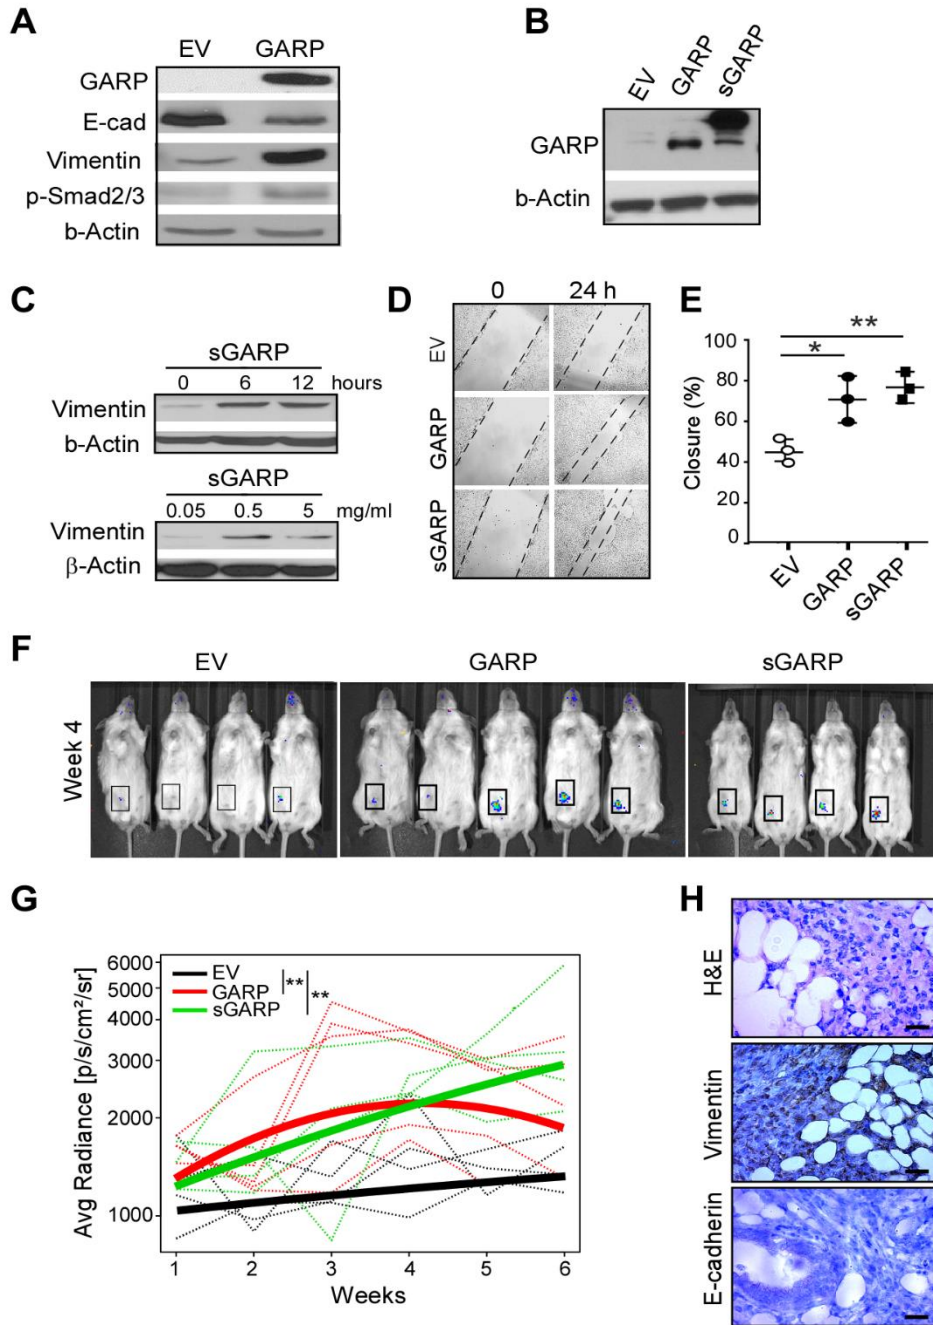 A
EV GARP
GARP
E-cad
Vimentin
p-Smad2/3
b-Actin
B
EV GARP sGARP
GARP
b-Actin
C
sGARP
0 6 12 hours
Vimentin
b-Actin
sGARP
0.05 0.5 5 mg/ml
Vimentin
β-Actin
D
0 24 h
EV
GARP
sGARP
E
**
*
100
80
60
40
20
0
Closure (%)
EV GARP sGARP
F
EV GARP sGARP
Week 4
G
6000
5000
4000
3000
2000
1000
Avg Radiance [p/s/cm²/sr]
EV
GARP
sGARP
**
**
1 2 3 4 5 6
Weeks
H
H&E
Vimentin
E-cadherin